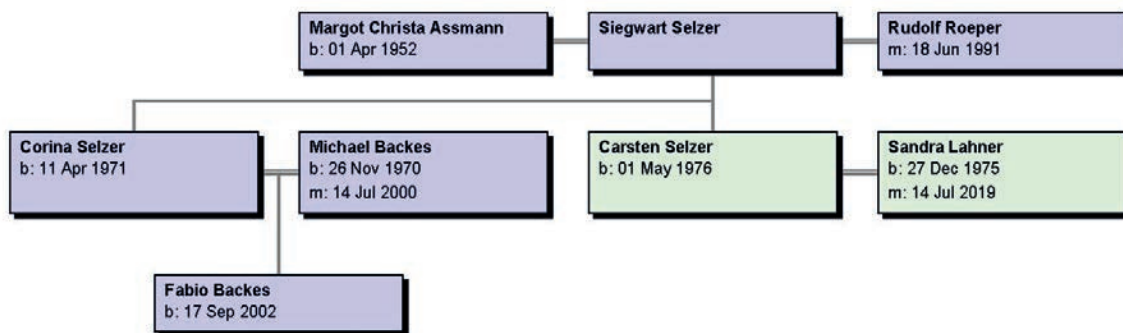 Margot Christa Assmann
b: 01 Apr 1952
Siegwart Selzer
Rudolf Roeper
m: 18 Jun 1991
Corina Selzer
b: 11 Apr 1971
Michael Backes
b: 26 Nov 1970
m: 14 Jul 2000
Carsten Selzer
b: 01 May 1976
Sandra Lahner
b: 27 Dec 1975
m: 14 Jul 2019
Fabio Backes
b: 17 Sep 2002